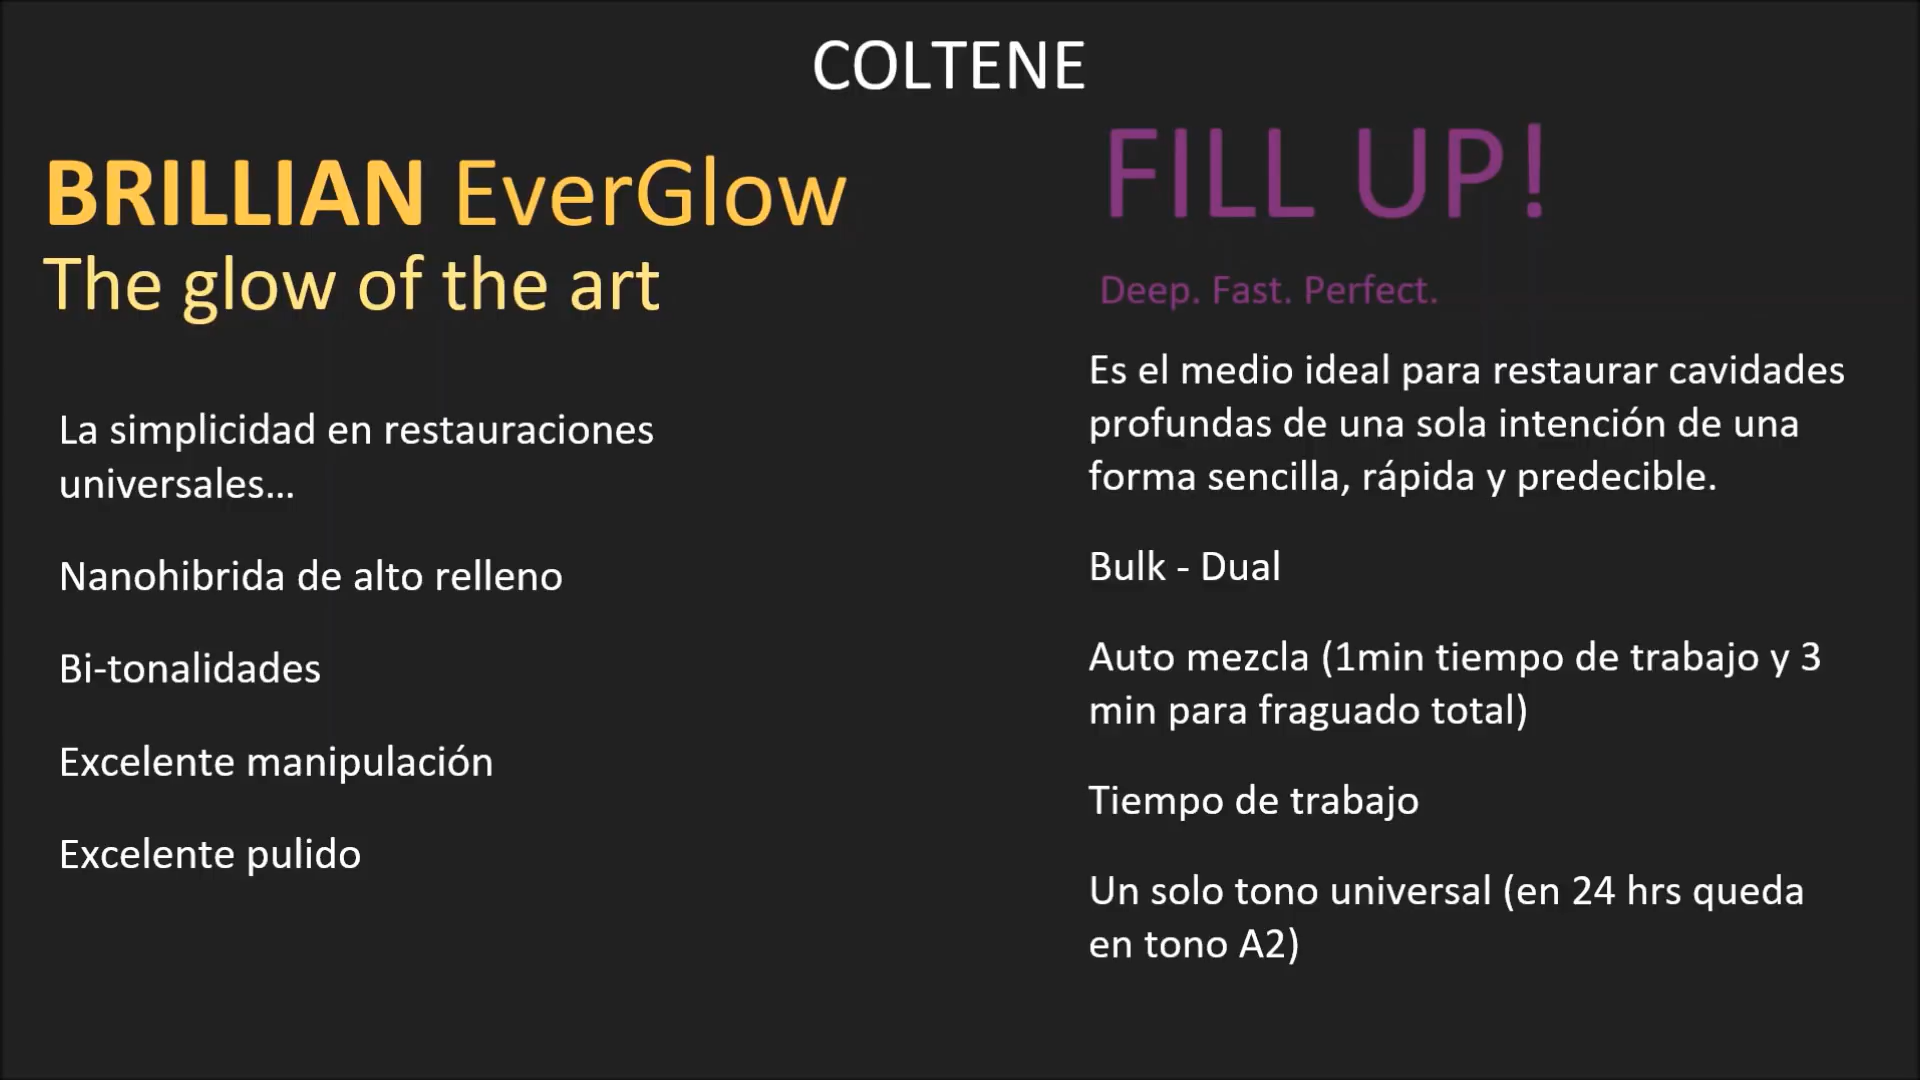 COLTENE
BRILLIAN EverGlow
The glow of the art
La simplicidad en restauraciones
universales...
Nanohibrida de alto relleno
Bi-tonalidades
Excelente manipulación
Excelente pulido
FILL UP!
Deep. Fast. Perfect.
Es el medio ideal para restaurar cavidades
profundas de una sola intención de una
forma sencilla, rápida y predecible.
Bulk - Dual
Auto mezcla (1min tiempo de trabajo y 3
min para fraguado total)
Tiempo de trabajo
Un solo tono universal (en 24 hrs queda
en tono A2)